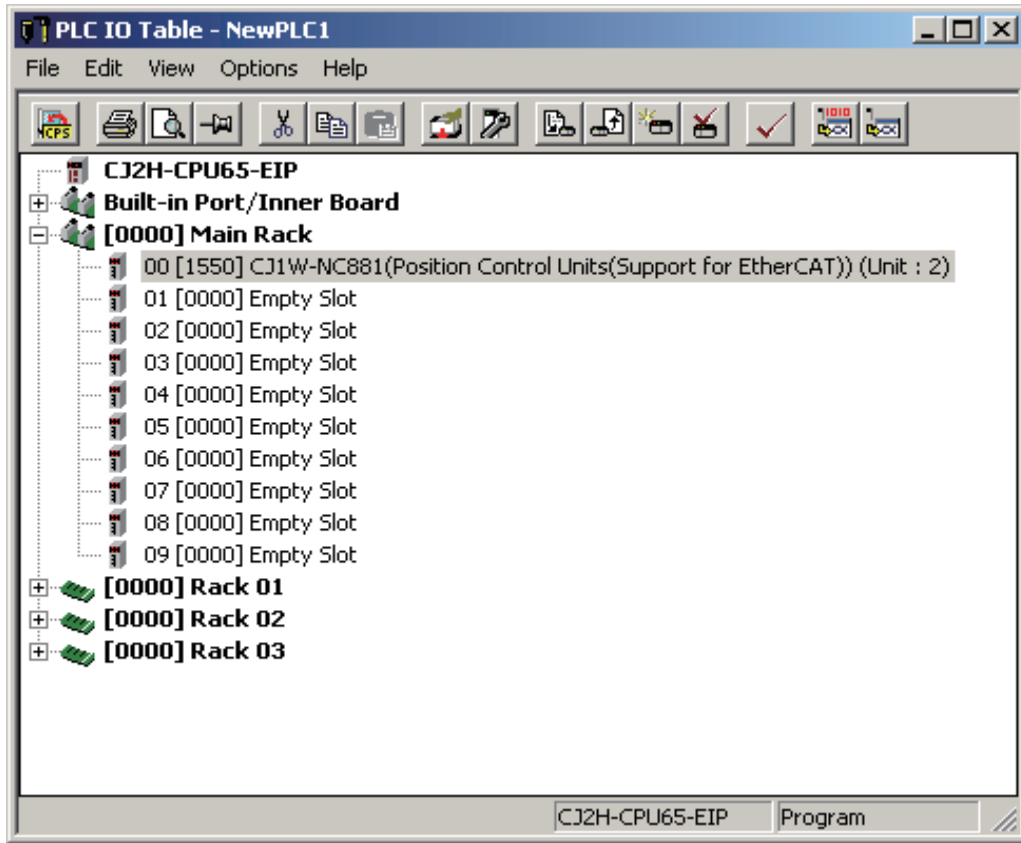 PLC IO Table - NewPLC1
File Edit View Options Help
CPS
1010
CJ2H-CPU65-EIP
Built-in Port/Inner Board
[0000] Main Rack
00 [1550] CJ1W-NC881(Position Control Units(Support for EtherCAT)) (Unit : 2)
01 [0000] Empty Slot
02 [0000] Empty Slot
03 [0000] Empty Slot
04 [0000] Empty Slot
05 [0000] Empty Slot
06 [0000] Empty Slot
07 [0000] Empty Slot
08 [0000] Empty Slot
09 [0000] Empty Slot
[0000] Rack 01
[0000] Rack 02
[0000] Rack 03
CJ2H-CPU65-EIP Program